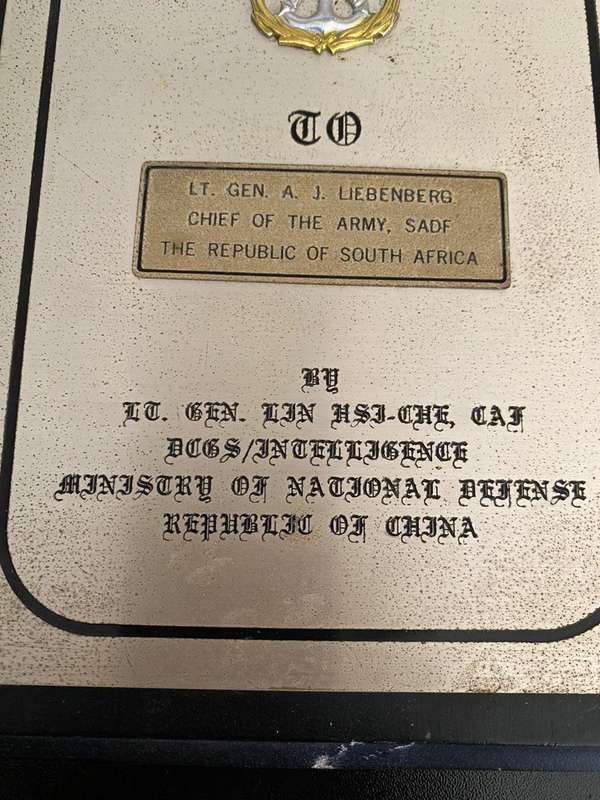 TO
LT. GEN. A. J. LIEBENBERG
CHIEF OF THE ARMY, SADF
THE REPUBLIC OF SOUTH AFRICA
BY
LT. GEN. LIN HSI-CHE, CAF
DCGS/INTELLIGENCE
MINISTRY OF NATIONAL DEFENSE
REPUBLIC OF CHINA